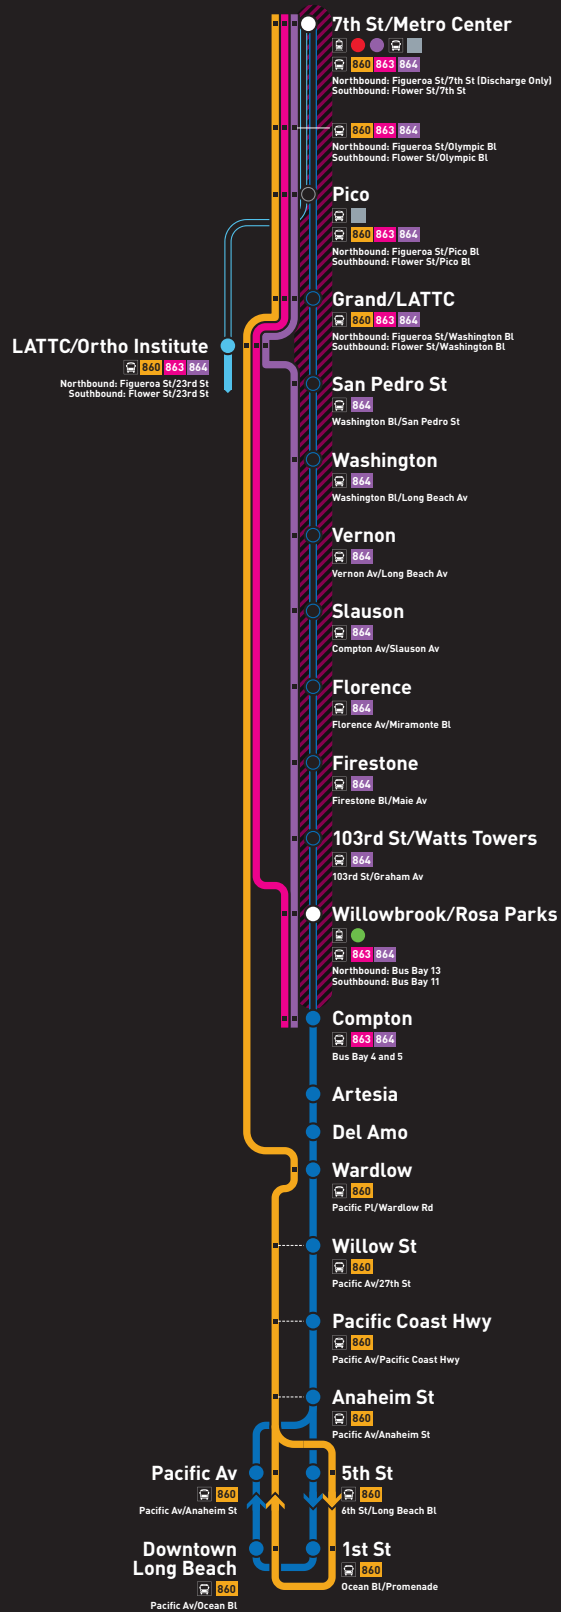 7th St/Metro Center
860 863 864
Northbound: Figueroa St/7th St (Discharge Only)
Southbound: Flower St/7th St
860 863 864
Northbound: Figueroa St/Olympic Bl
Southbound: Flower St/Olympic Bl
Pico
860 863 864
Northbound: Figueroa St/Pico Bl
Southbound: Flower St/Pico Bl
Grand/LATTC
860 863 864
Northbound: Figueroa St/Washington Bl
Southbound: Flower St/Washington Bl
LATTC/Ortho Institute
860 863 864
Northbound: Figueroa St/23rd St
Southbound: Flower St/23rd St
San Pedro St
864
Washington Bl/San Pedro St
Washington
864
Washington Bl/Long Beach Av
Vernon
864
Vernon Av/Long Beach Av
Slauson
864
Compton Av/Slauson Av
Florence
864
Florence Av/Miramonte Bl
Firestone
864
Firestone Bl/Maie Av
103rd St/Watts Towers
864
103rd St/Graham Av
Willowbrook/Rosa Parks
863 864
Northbound: Bus Bay 13
Southbound: Bus Bay 11
Compton
863 864
Bus Bay 4 and 5
Artesia
Del Amo
Wardlow
860
Pacific Pl/Wardlow Rd
Willow St
860
Pacific Av/27th St
Pacific Coast Hwy
860
Pacific Av/Pacific Coast Hwy
Anaheim St
860
Pacific Av/Anaheim St
Pacific Av
860
Pacific Av/Anaheim St
5th St
860
6th St/Long Beach Bl
Downtown
Long Beach
860
Pacific Av/Ocean Bl
1st St
860
Ocean Bl/Promenade